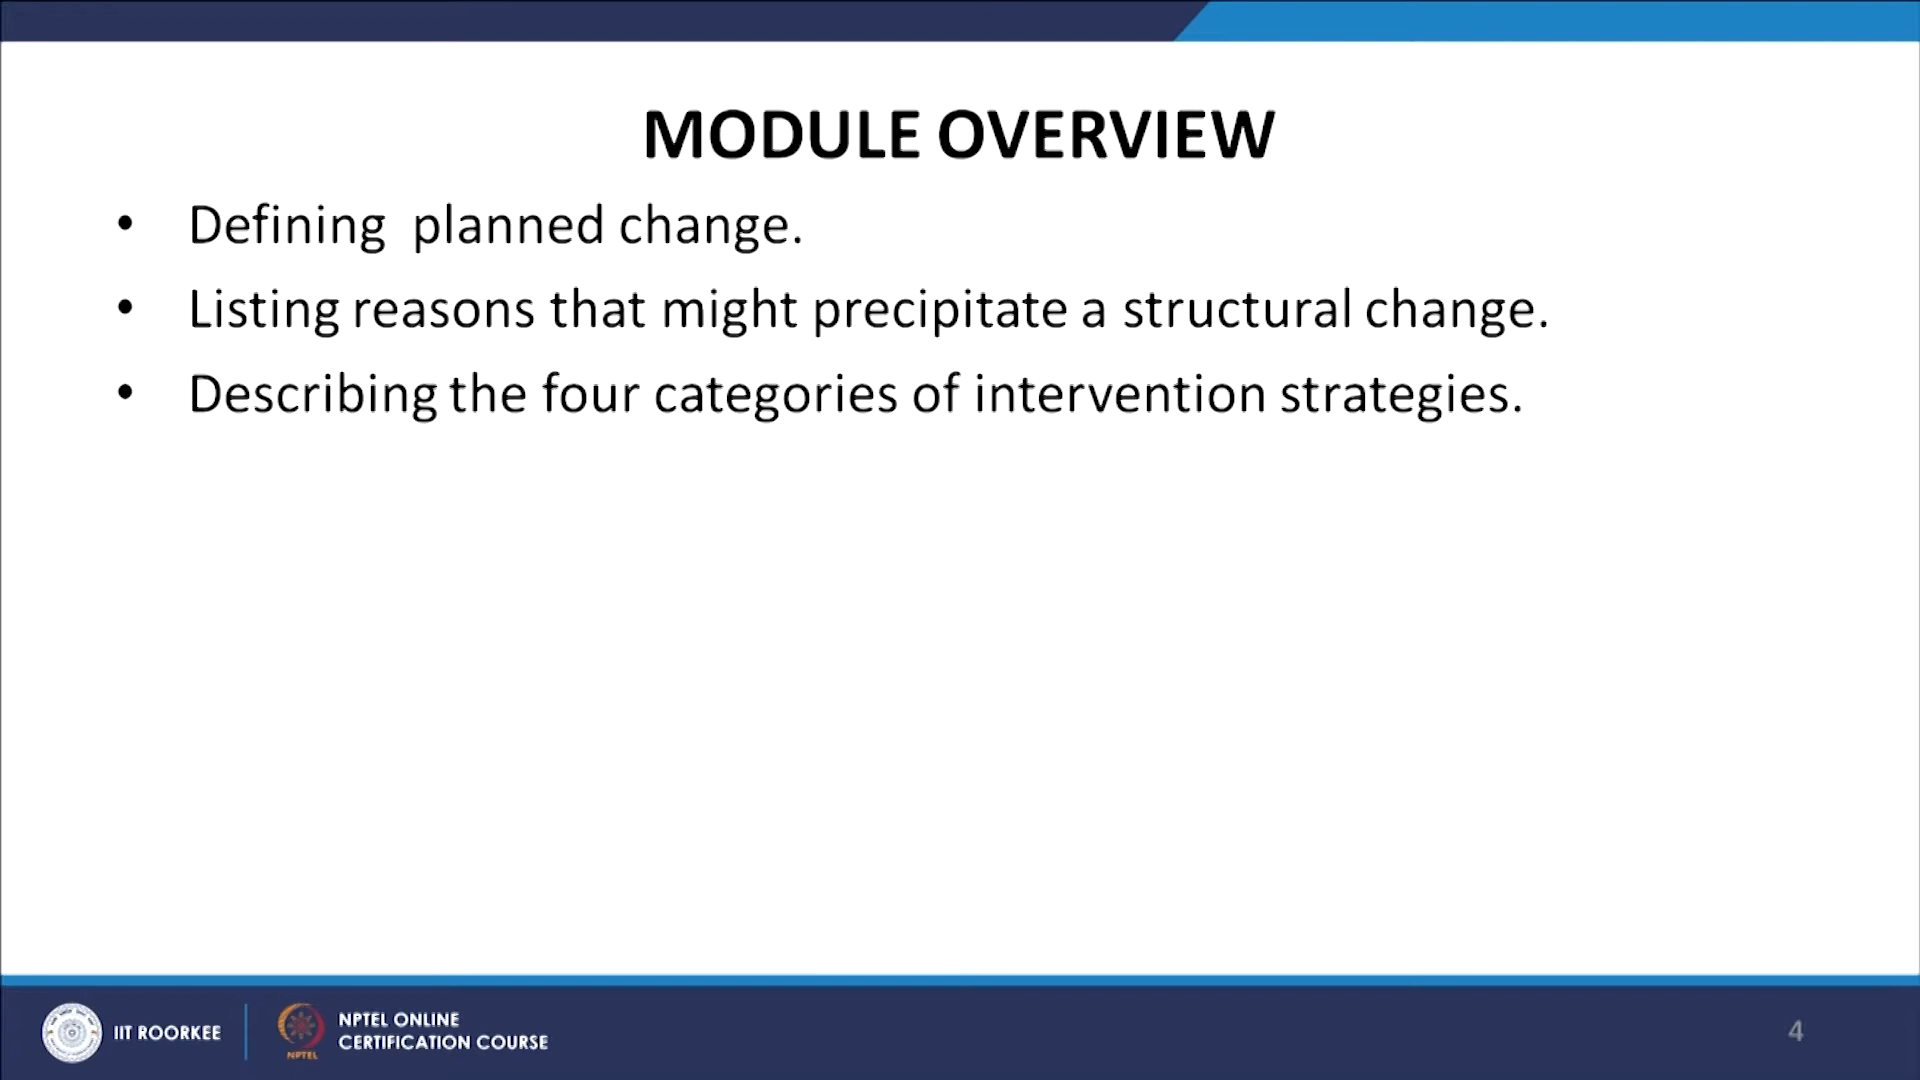 MODULE OVERVIEW
• Defining  planned change.
• Listing reasons that might precipitate a structural change.
• Describing the four categories of intervention strategies.
IIT ROORKEE
NPTEL
NPTEL ONLINE
CERTIFICATION COURSE
4